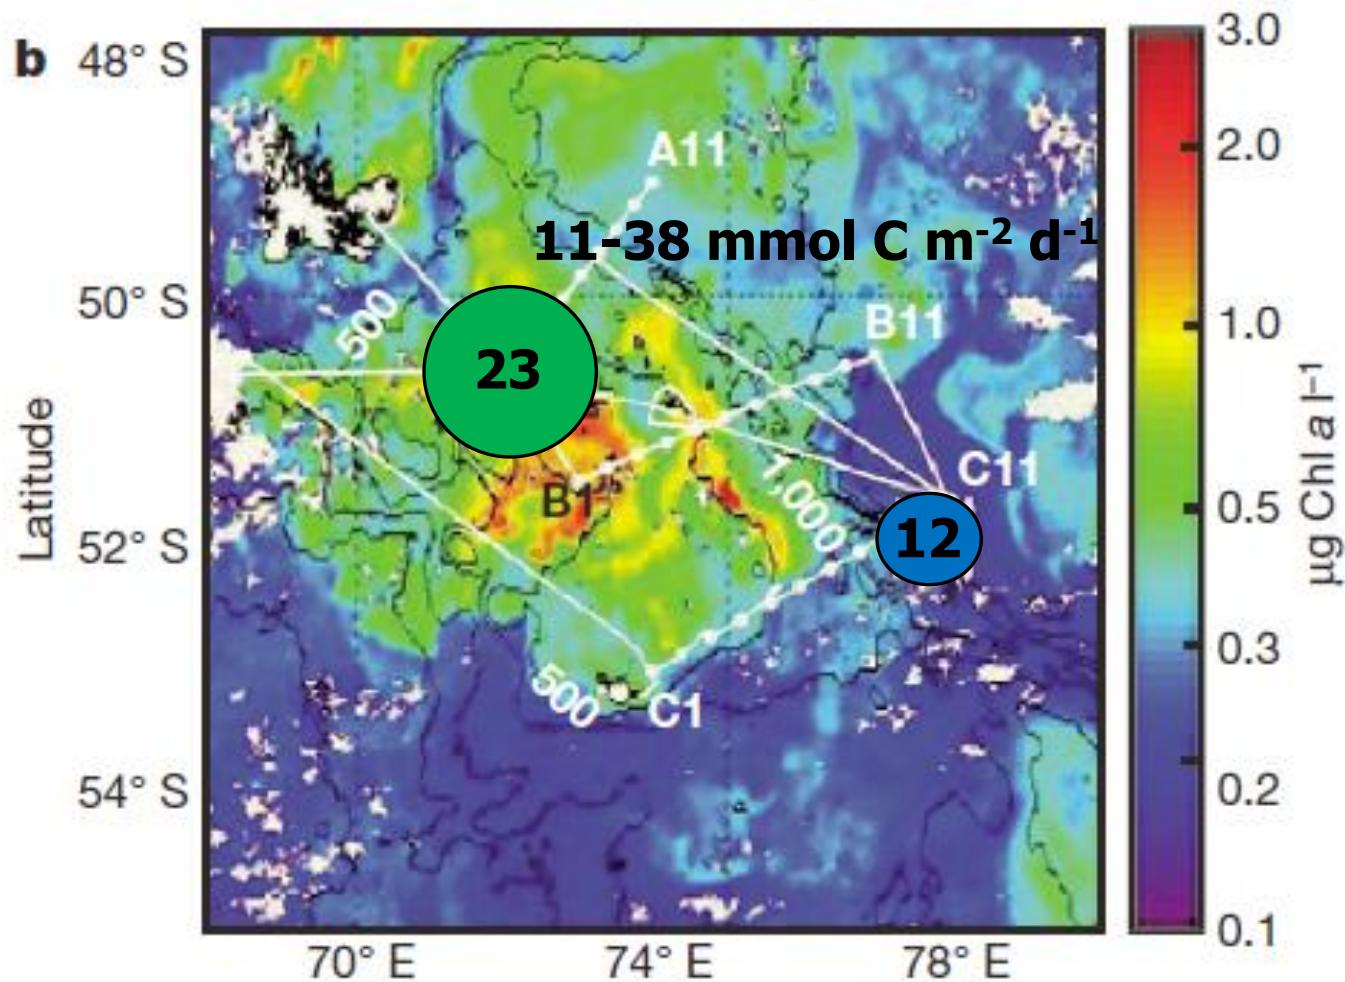 b
48° S
50° S
52° S
54° S
Latitude
70° E
74° E
78° E
A11
11-38 mmol C m⁻² d⁻¹
500
B11
23
B1
1,000
C11
12
500
C1
3.0
2.0
1.0
0.5
0.3
0.2
0.1
µg Chl a l⁻¹